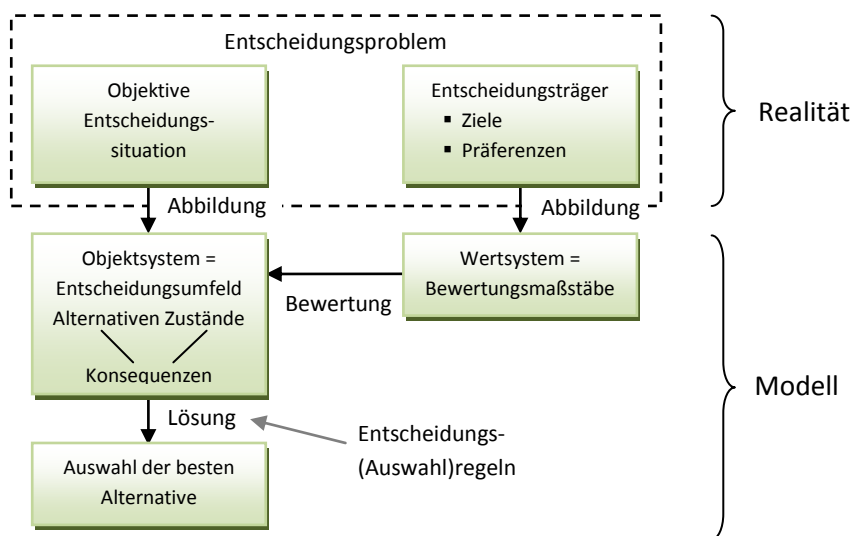 Entscheidungsproblem
Objektive
Entscheidungs-
situation
Entscheidungsträger
▪ Ziele
▪ Präferenzen
Realität
Abbildung
Abbildung
Objektsystem =
Entscheidungsumfeld
Alternativen Zustände
Konsequenzen
Bewertung
Wertsystem =
Bewertungsmaßstäbe
Modell
Lösung
Entscheidungs-
(Auswahl)regeln
Auswahl der besten
Alternative